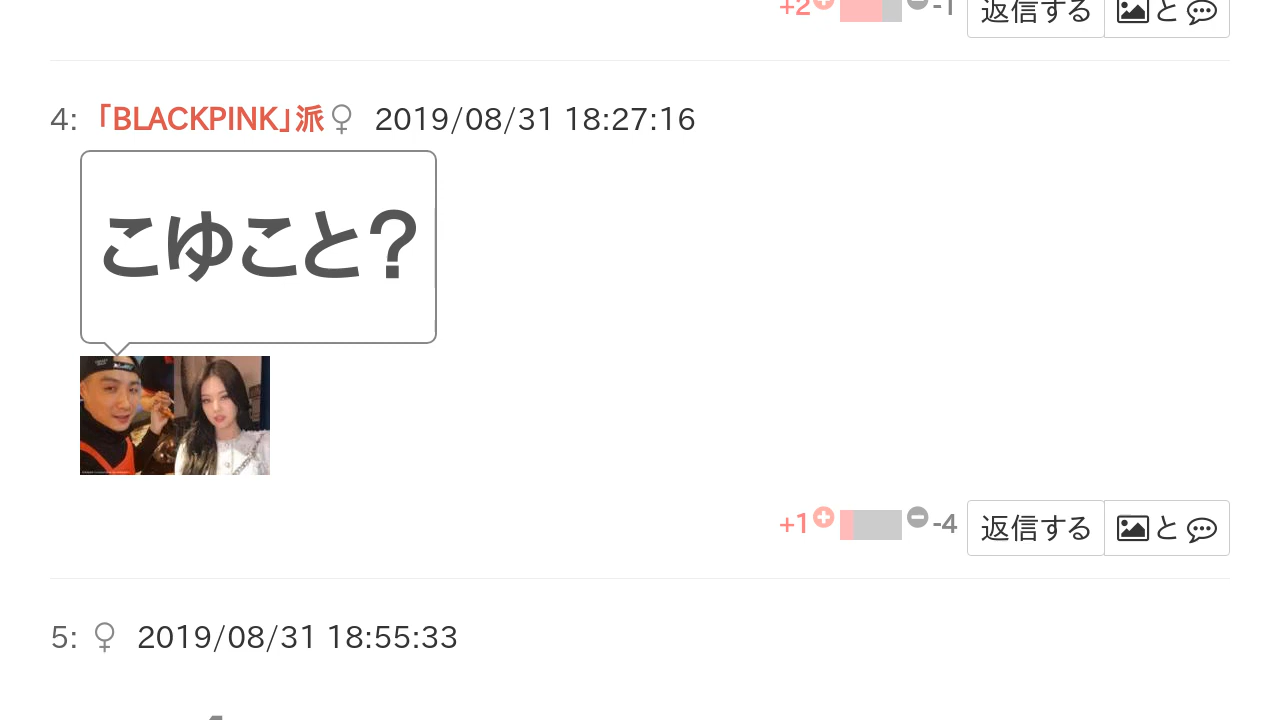 +2 -1 返信する と
4: 「BLACKPINK」派♀ 2019/08/31 18:27:16
こゆこと?
+1 -4 返信する と
5: ♀ 2019/08/31 18:55:33